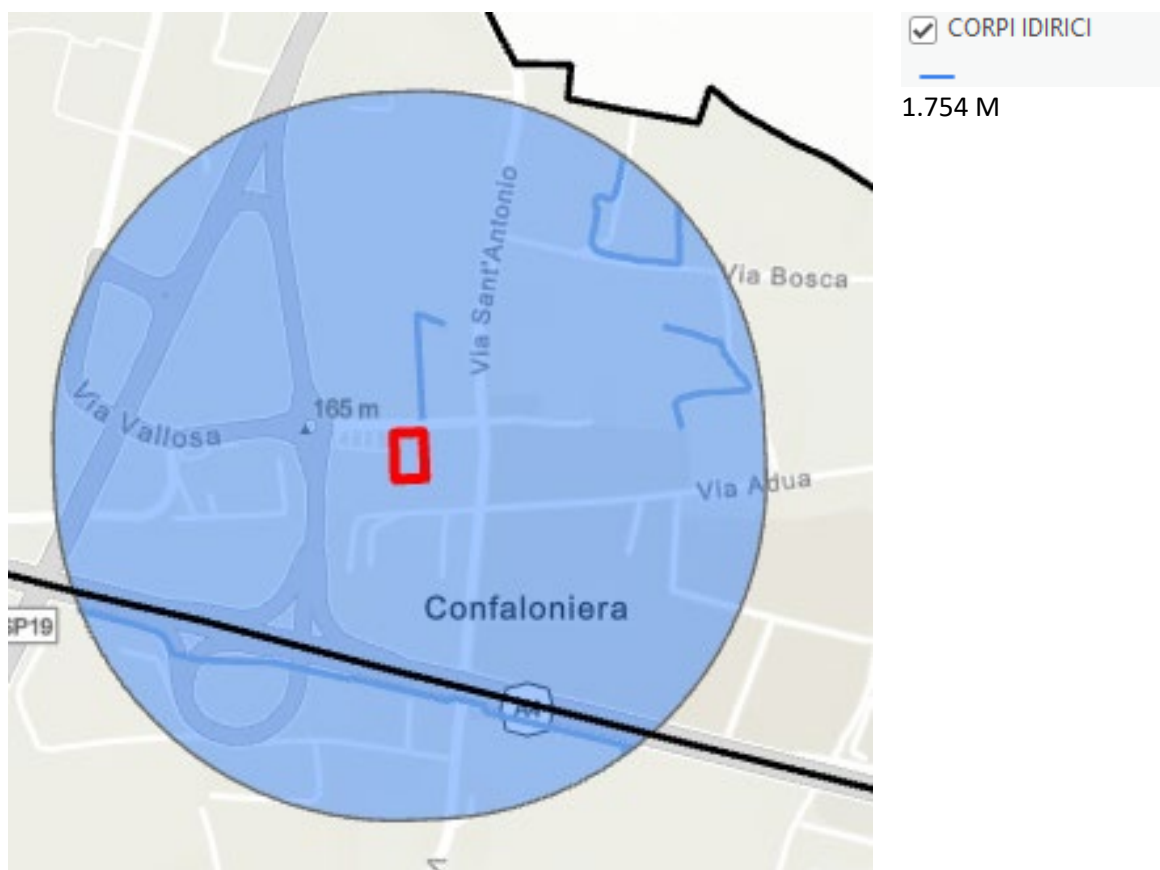 CORPI IDIRICI
1.754 M
Via Sant'Antonio
Via Bosca
165 m
Via Vallosa
Via Adua
Confaloniera
SP19
A4